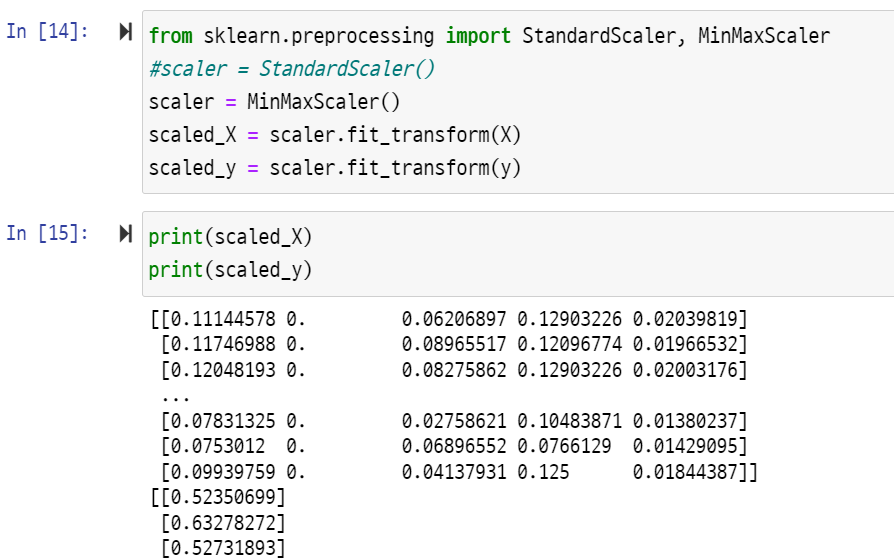 In [14]: from sklearn.preprocessing import StandardScaler, MinMaxScaler
#scaler = StandardScaler()
scaler = MinMaxScaler()
scaled_X = scaler.fit_transform(X)
scaled_y = scaler.fit_transform(y)
In [15]: print(scaled_X)
print(scaled_y)
[[0.11144578 0.         0.06206897 0.12903226 0.02039819]
 [0.11746988 0.         0.08965517 0.12096774 0.01966532]
 [0.12048193 0.         0.08275862 0.12903226 0.02003176]
 ...
 [0.07831325 0.         0.02758621 0.10483871 0.01380237]
 [0.0753012  0.         0.06896552 0.0766129  0.01429095]
 [0.09939759 0.         0.04137931 0.125      0.01844387]]
[[0.52350699]
 [0.63278272]
 [0.52731893]